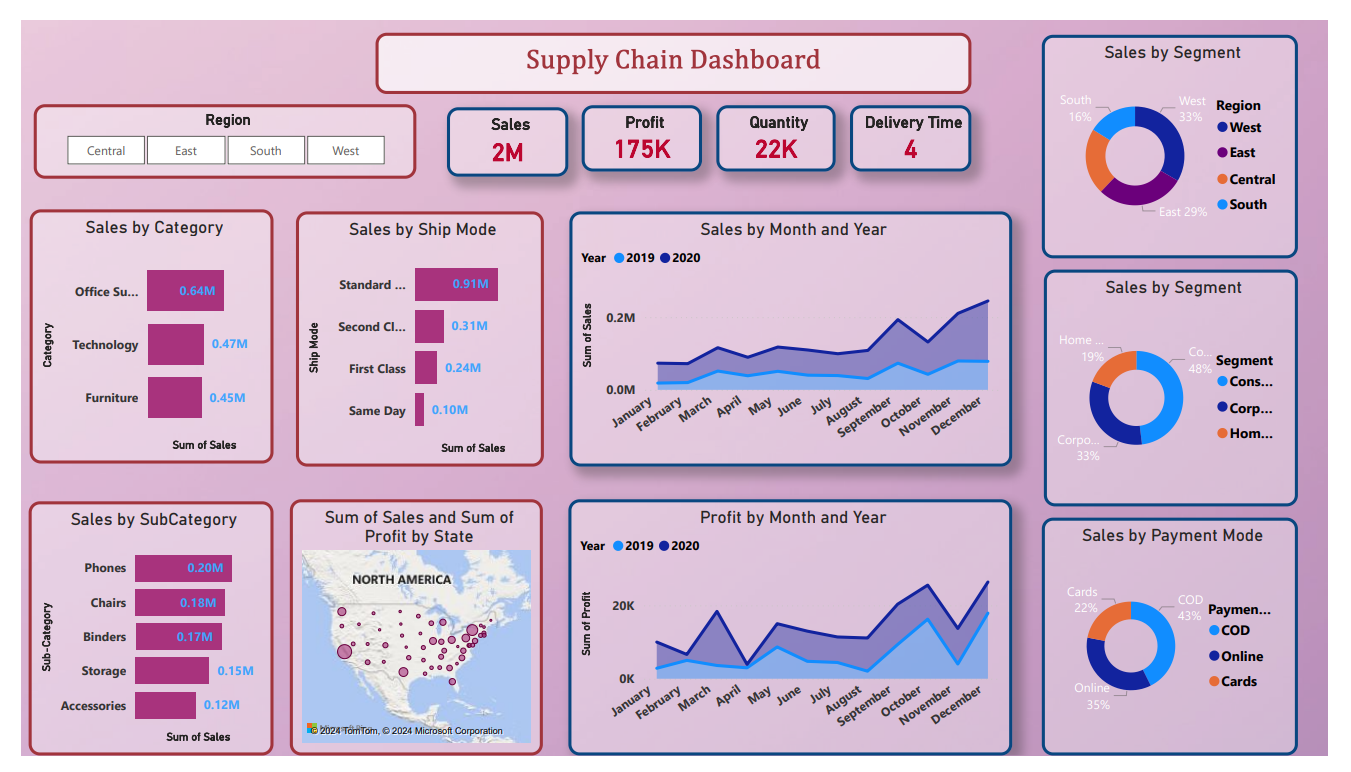 Supply Chain Dashboard
Region
Central
East
South
West
Sales
2M
Profit
175K
Quantity
22K
Delivery Time
4
Sales by Segment
South
16%
West
33%
East 29%
Region
West
East
Central
South
Sales by Category
Category
Office Su...
0.64M
Technology
0.47M
Furniture
0.45M
Sum of Sales
Sales by Ship Mode
Ship Mode
Standard ...
0.91M
Second Cl...
0.31M
First Class
0.24M
Same Day
0.10M
Sum of Sales
Sales by Month and Year
Year 2019 2020
Sum of Sales
0.2M
0.0M
January
February
March
April
May
June
July
August
September
October
November
December
Sales by Segment
Home ...
19%
Co...
48%
Corpo...
33%
Segment
Cons...
Corp...
Hom...
Sales by SubCategory
Sub-Category
Phones
0.20M
Chairs
0.18M
Binders
0.17M
Storage
0.15M
Accessories
0.12M
Sum of Sales
Sum of Sales and Sum of
Profit by State
NORTH AMERICA
© 2024 TomTom, © 2024 Microsoft Corporation
Profit by Month and Year
Year 2019 2020
Sum of Profit
20K
0K
January
February
March
April
May
June
July
August
September
October
November
December
Sales by Payment Mode
Cards
22%
COD
43%
Online
35%
Paymen...
COD
Online
Cards